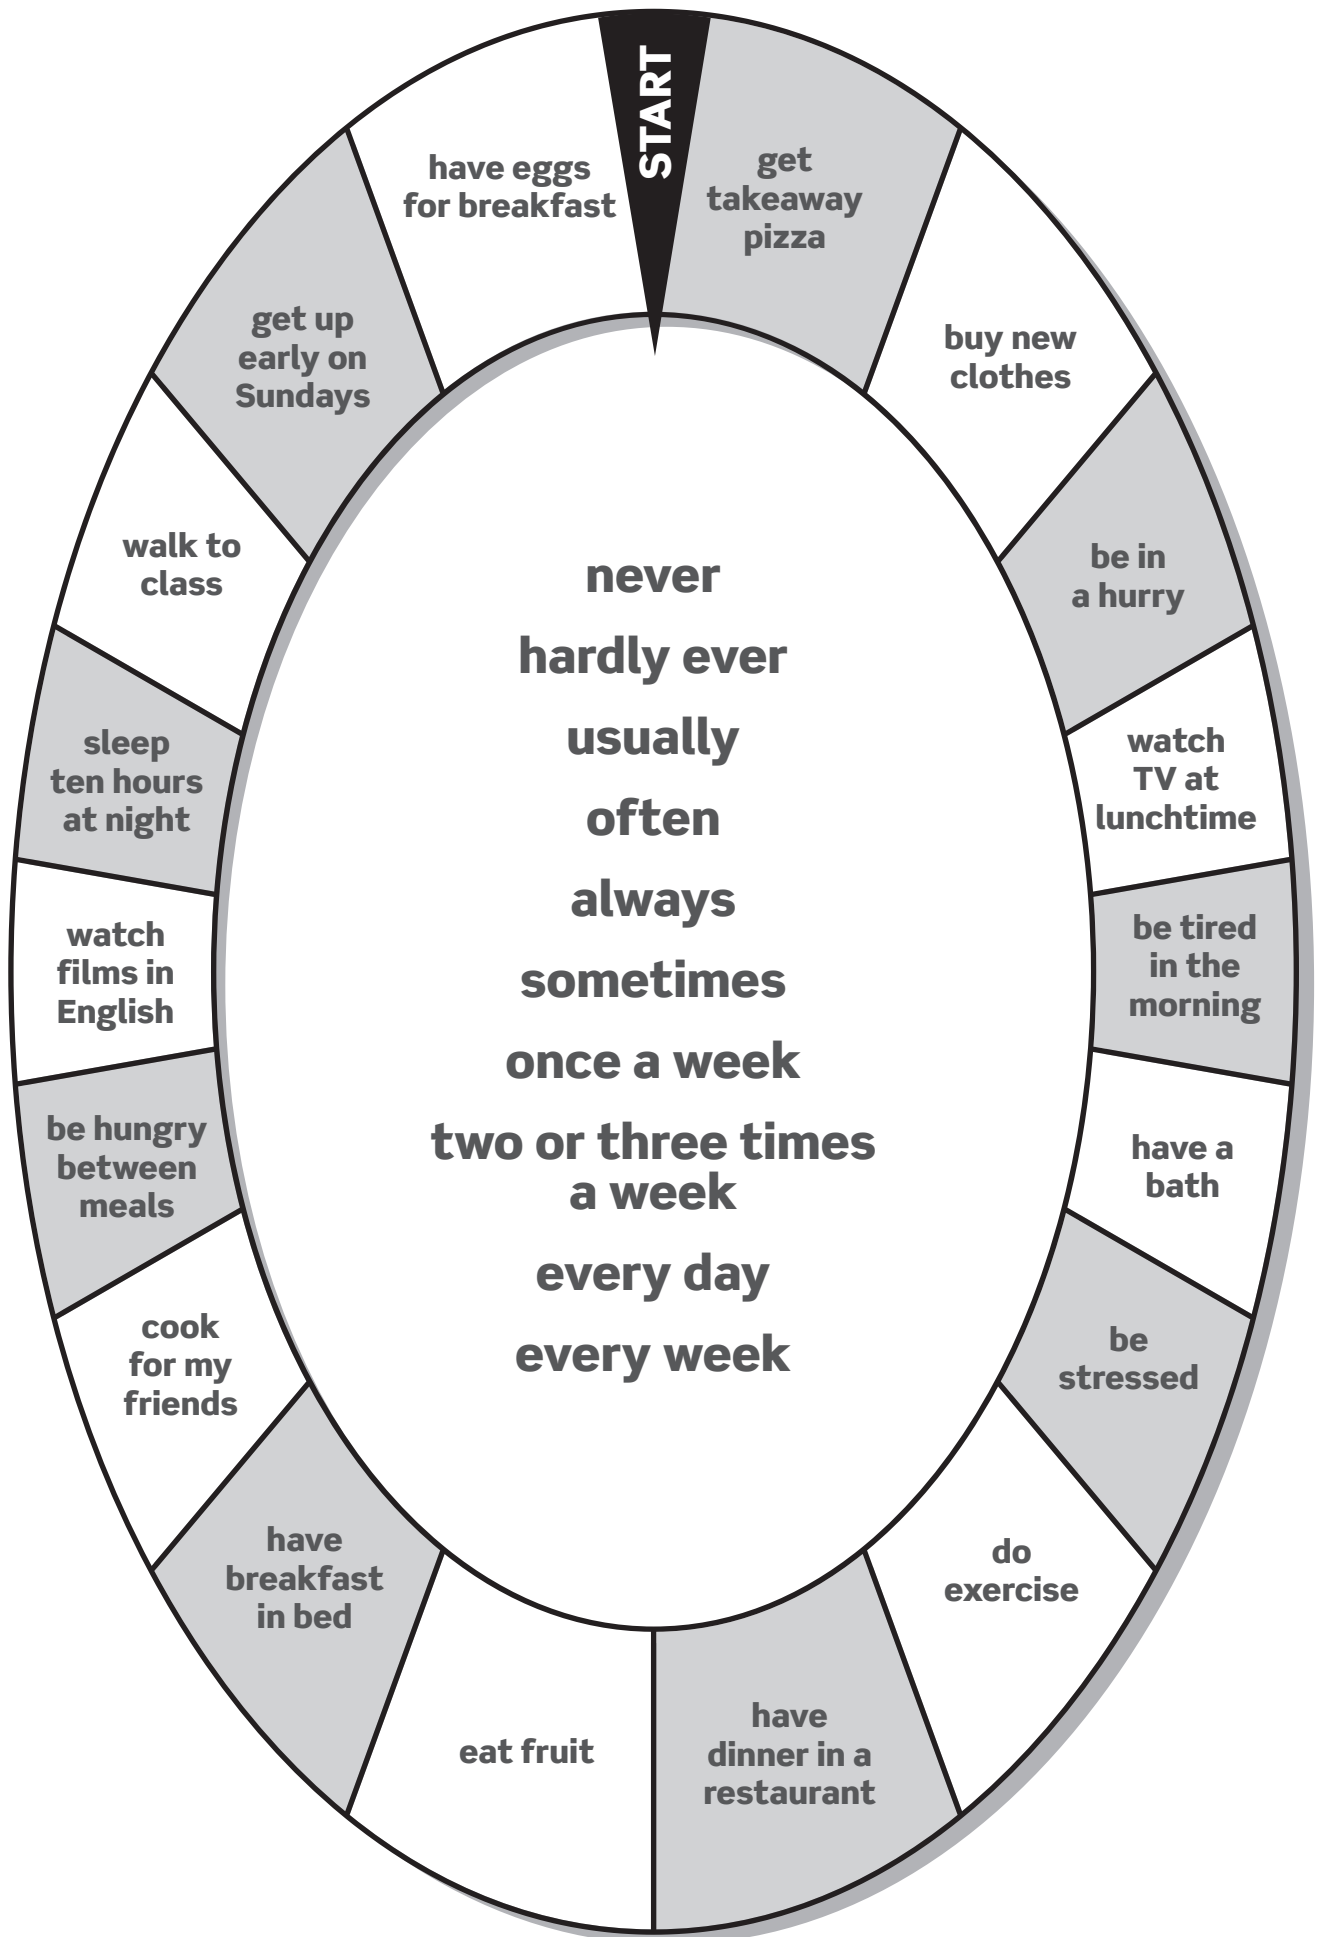 START
get
takeaway
pizza
buy new
clothes
be in
a hurry
watch
TV at
lunchtime
be tired
in the
morning
have a
bath
be
stressed
do
exercise
have
dinner in a
restaurant
eat fruit
have
breakfast
in bed
cook
for my
friends
be hungry
between
meals
watch
films in
English
sleep
ten hours
at night
walk to
class
get up
early on
Sundays
have eggs
for breakfast
never
hardly ever
usually
often
always
sometimes
once a week
two or three times
a week
every day
every week